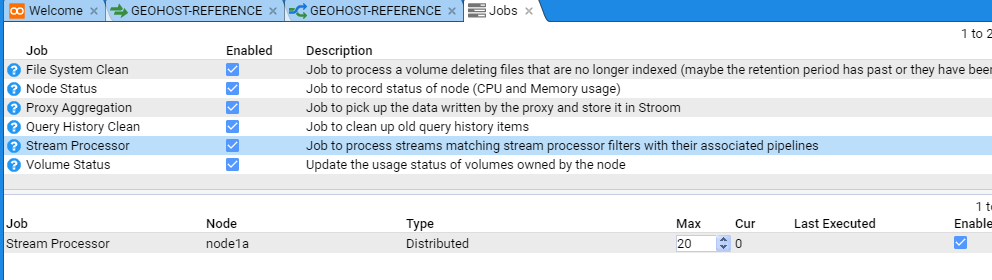 Welcome × GEOHOST-REFERENCE × GEOHOST-REFERENCE × Jobs ×
1 to 2
Job Enabled Description
? File System Clean Job to process a volume deleting files that are no longer indexed (maybe the retention period has past or they have been
? Node Status Job to record status of node (CPU and Memory usage)
? Proxy Aggregation Job to pick up the data written by the proxy and store it in Stroom
? Query History Clean Job to clean up old query history items
? Stream Processor Job to process streams matching stream processor filters with their associated pipelines
? Volume Status Update the usage status of volumes owned by the node
1 to
Job Node Type Max Cur Last Executed Enable
Stream Processor node1a Distributed 20 0